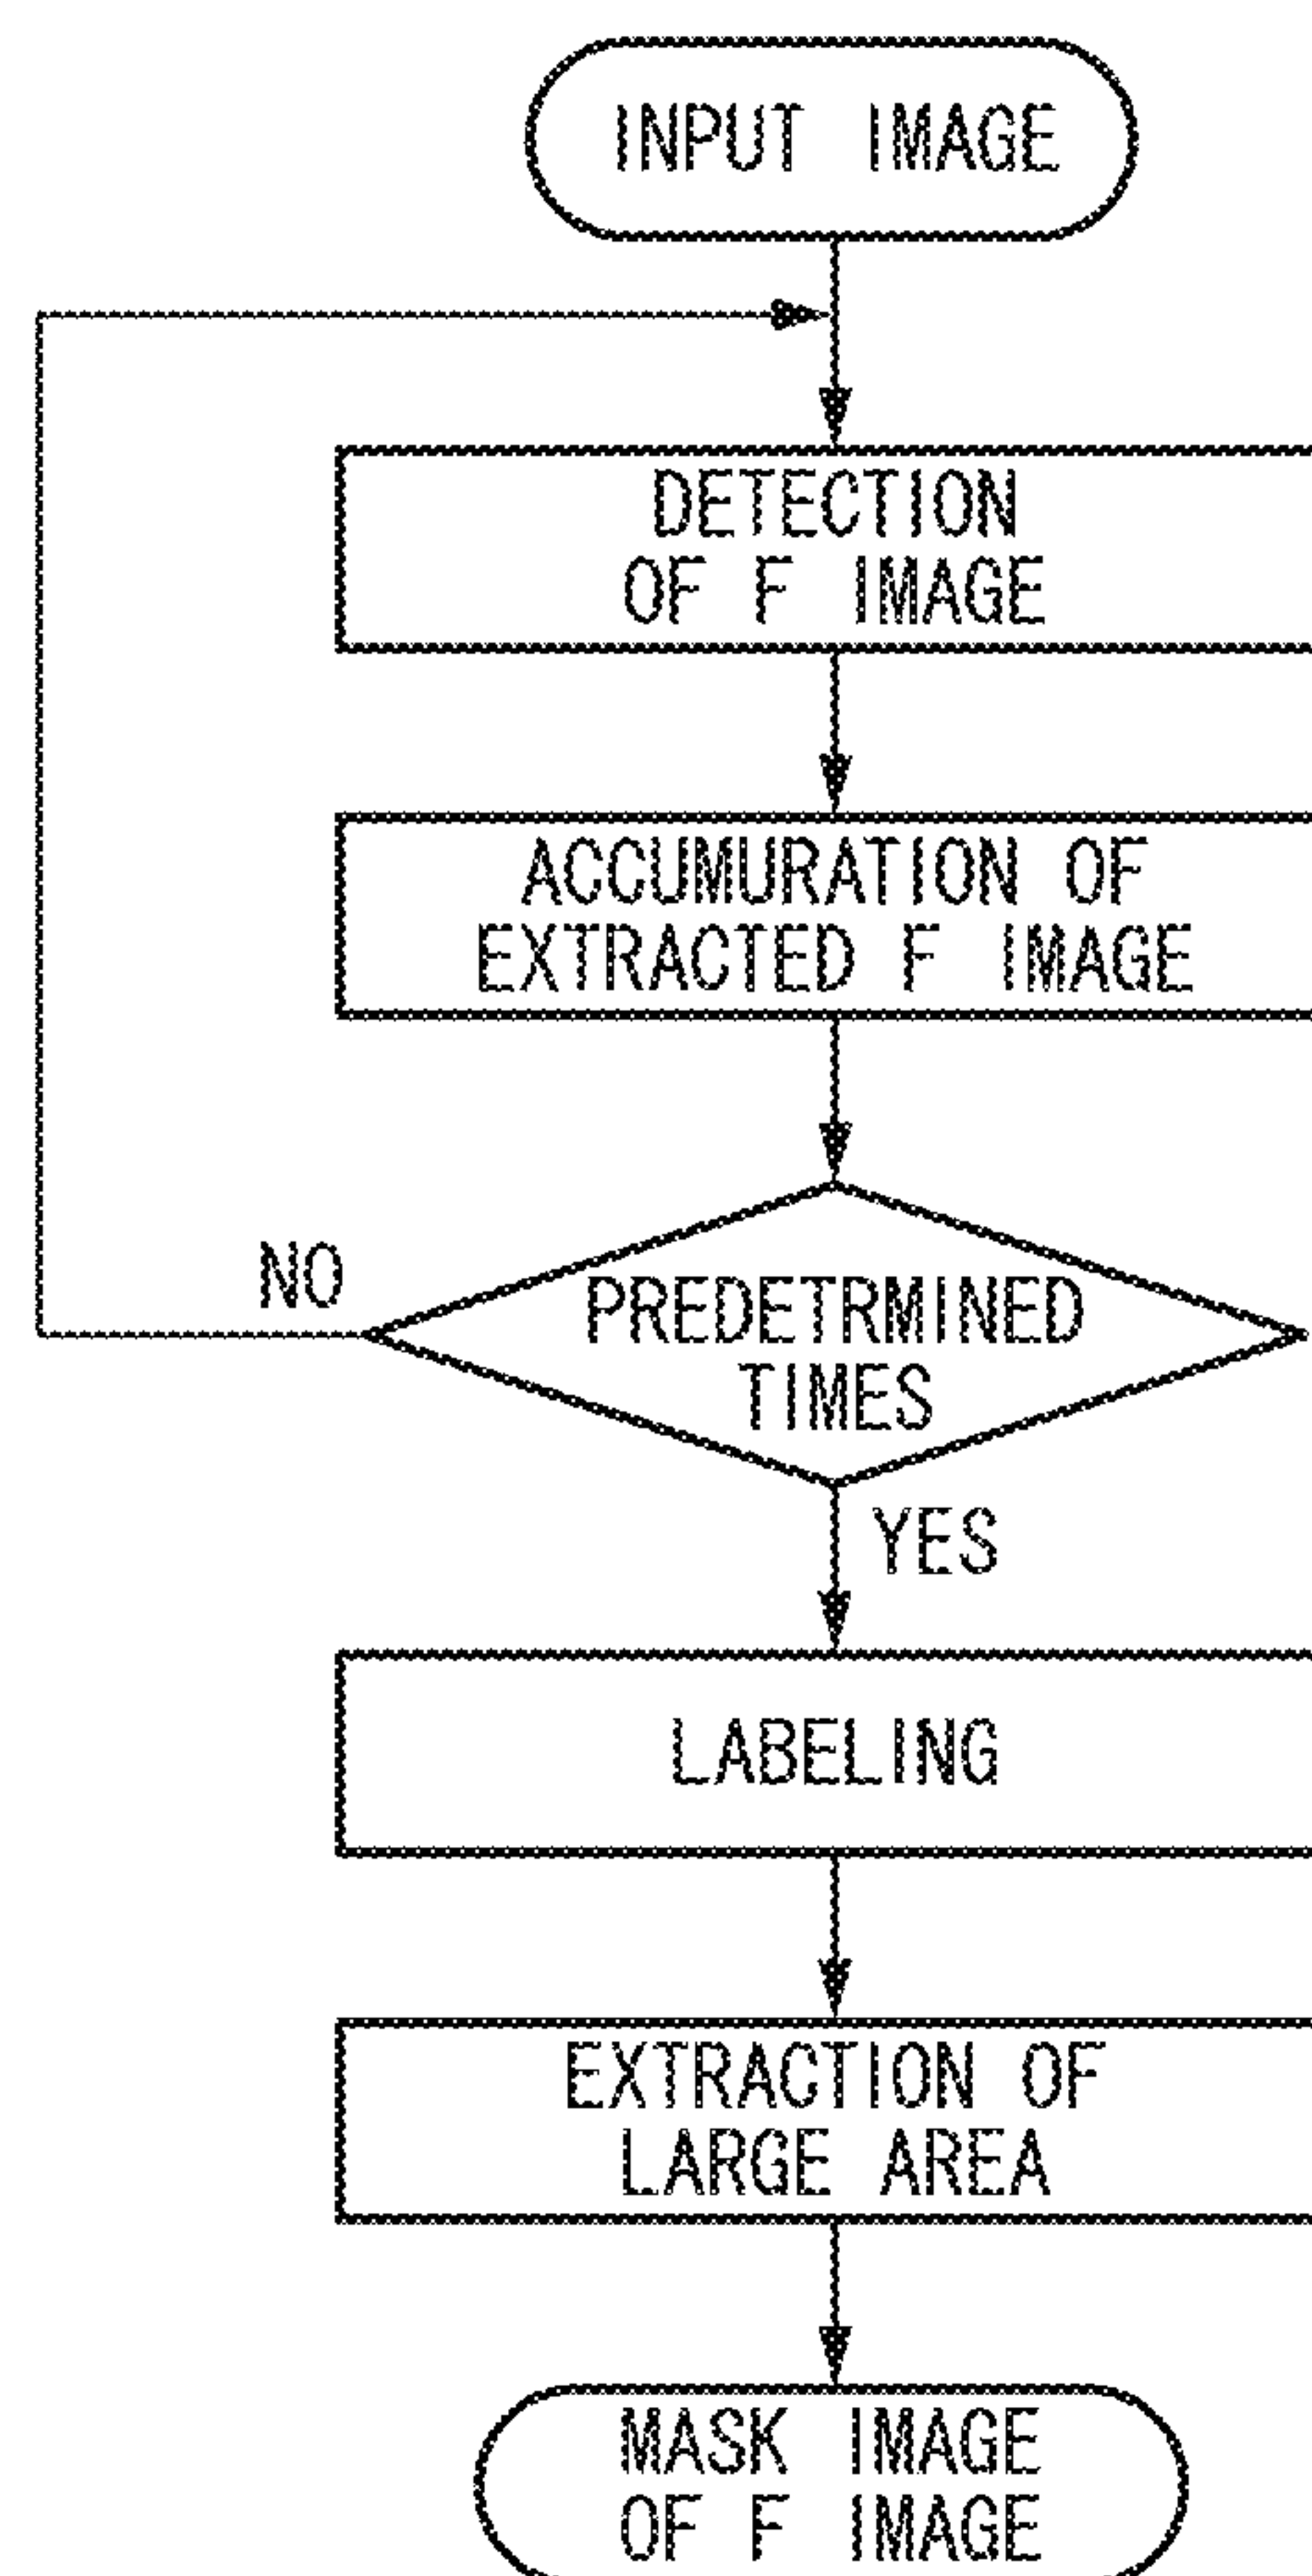 INPUT IMAGE
DETECTION
OF F IMAGE
ACCUMURATION OF
EXTRACTED F IMAGE
NO
PREDETRMINED
TIMES
YES
LABELING
EXTRACTION OF
LARGE AREA
MASK IMAGE
OF F IMAGE